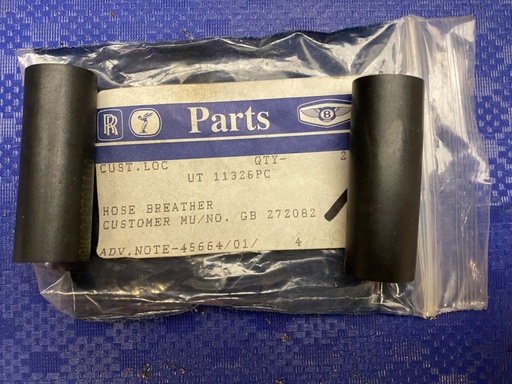 RR Parts B
CUST.LOC QTY- 2
UT 11326PC
HOSE BREATHER
CUSTOMER MU/NO. GB 272082
ADV.NOTE-45664/01/ 4